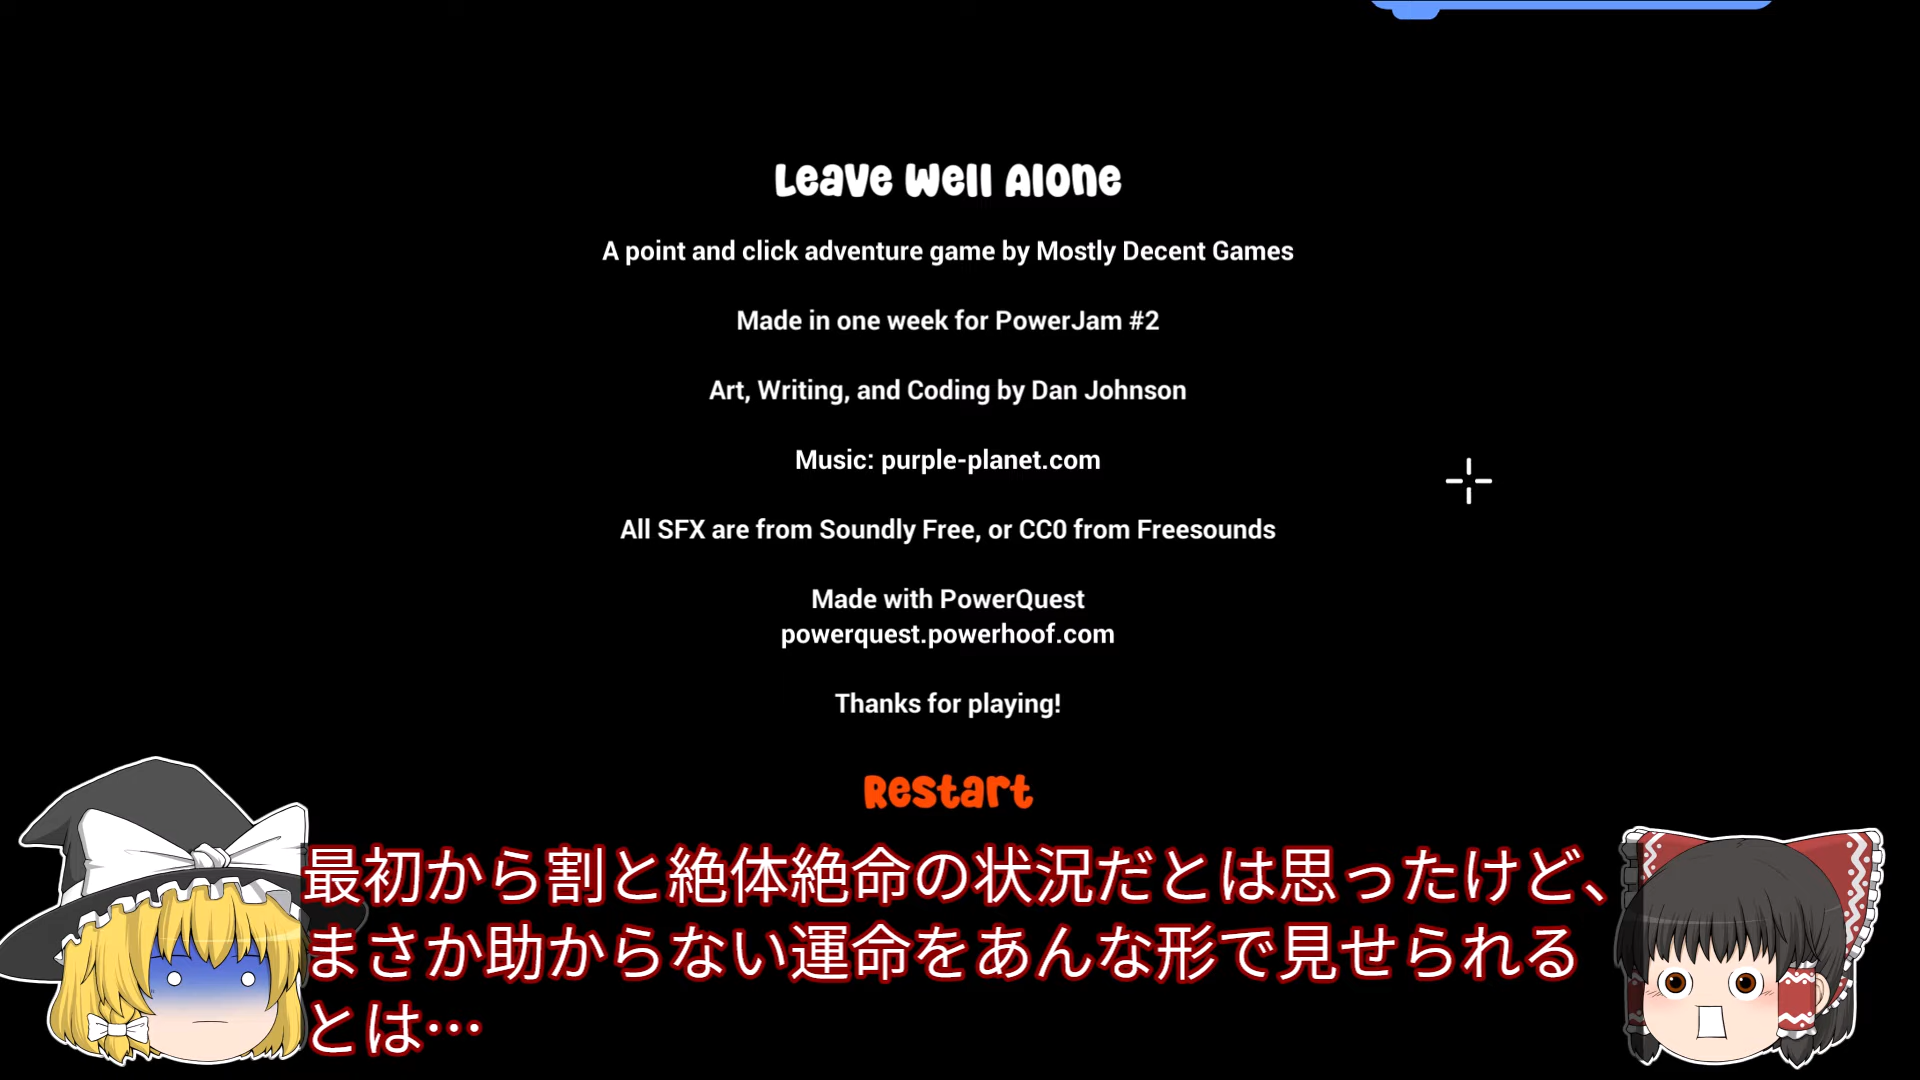 Leave Well Alone
A point and click adventure game by Mostly Decent Games
Made in one week for PowerJam #2
Art, Writing, and Coding by Dan Johnson
Music: purple-planet.com
All SFX are from Soundly Free, or CC0 from Freesounds
Made with PowerQuest
powerquest.powerhoof.com
Thanks for playing!
Restart
最初から割と絶体絶命の状況だとは思ったけど、
まさか助からない運命をあんな形で見せられる
とは…